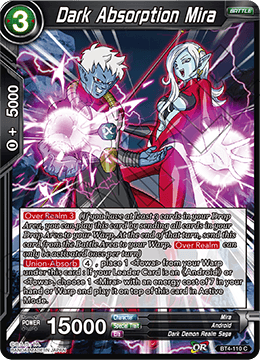 3
Dark Absorption Mira
BATTLE
+ 5000
Over Realm 3 (If you have at least 3 cards in your Drop
Area, you can play this card by sending all cards in your
Drop Area to your Warp. At the end of that turn, send this
card from the Battle Area to your Warp. Over Realm can
only be activated once per turn)
Union-Absorb 4, place 1 <Towa> from your Warp
under this card : If your Leader Card is an 《Android》 or
<Towa>, choose 1 <Mira> with an energy cost of 7 in your
hand or Warp and play it on top of this card in
Active Mode.
POWER
15000
Character
Special Trait
Era
Mira
Android
Dark Demon Realm Saga
BT4-110 C